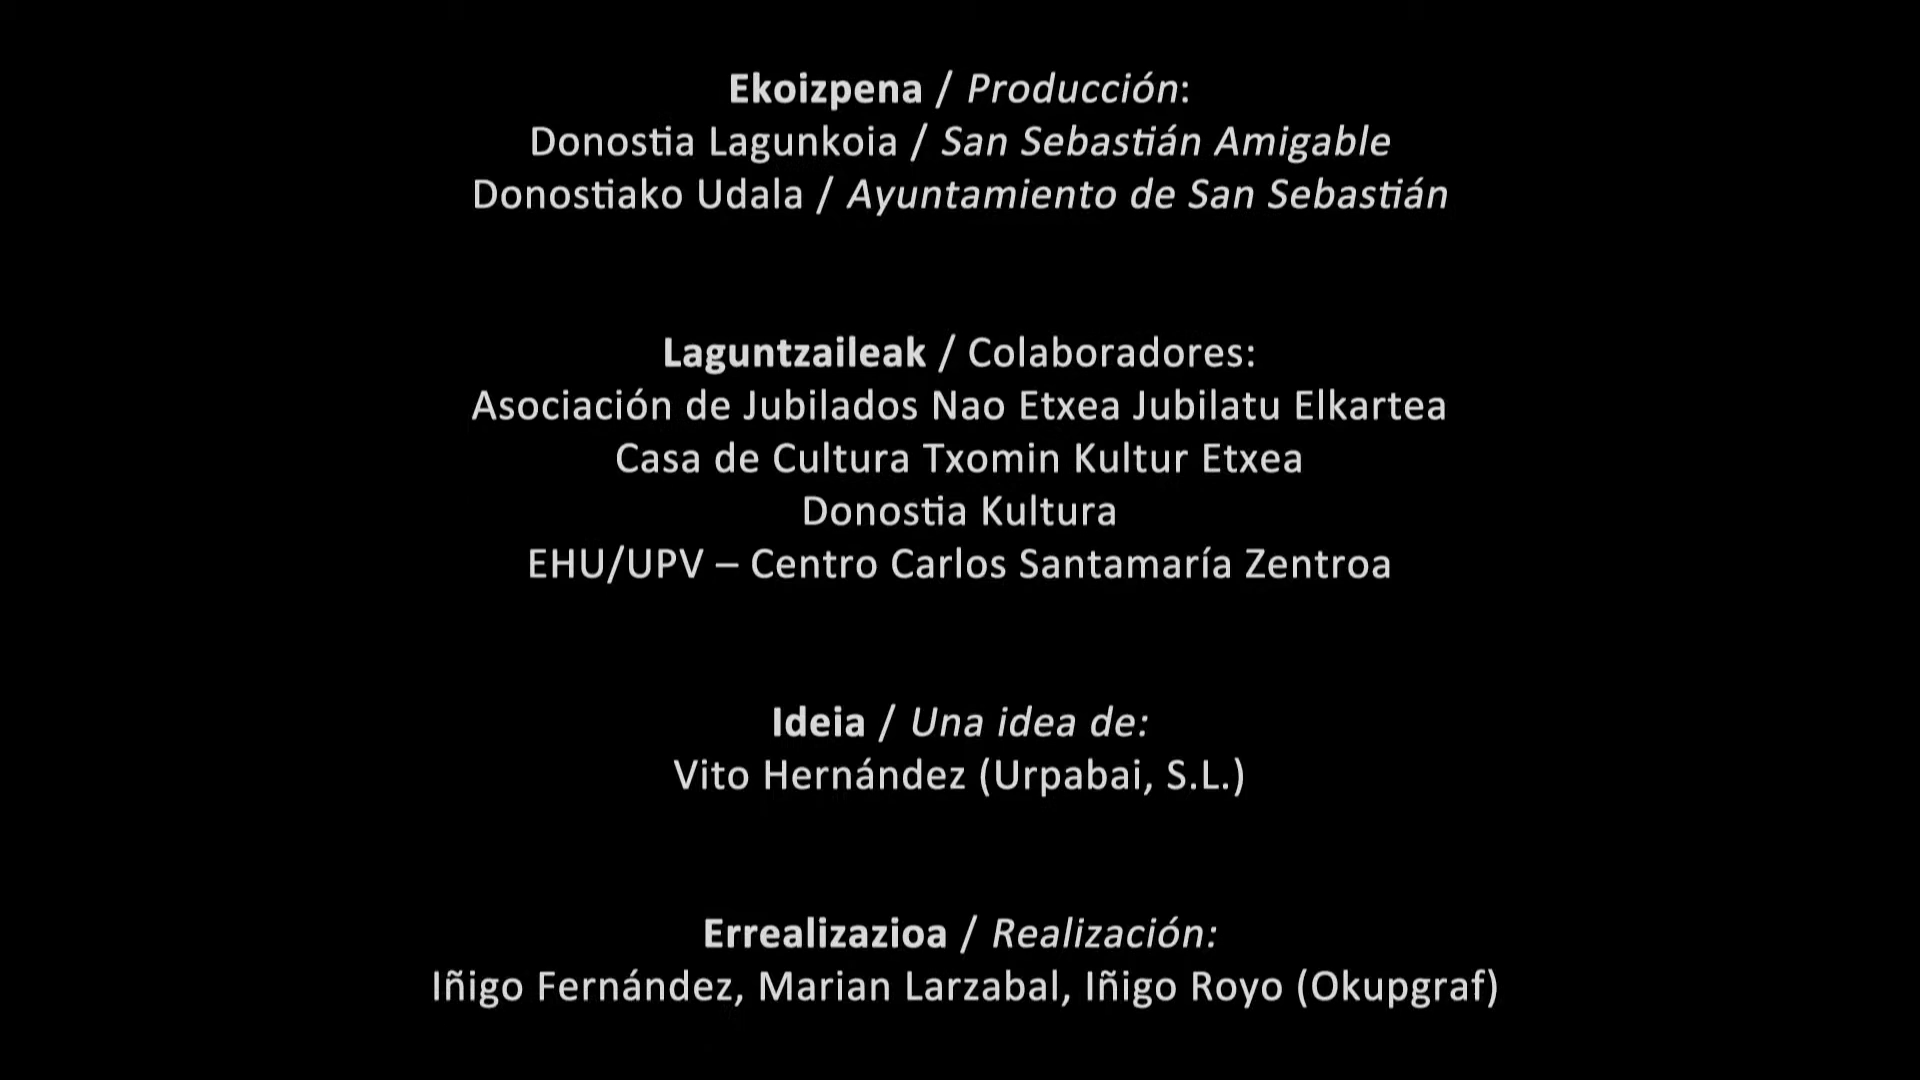 Ekoizpena / Producción:
Donostia Lagunkoia / San Sebastián Amigable
Donostiako Udala / Ayuntamiento de San Sebastián
Laguntzaileak / Colaboradores:
Asociación de Jubilados Nao Etxea Jubilatu Elkartea
Casa de Cultura Txomin Kultur Etxea
Donostia Kultura
EHU/UPV – Centro Carlos Santamaría Zentroa
Ideia / Una idea de:
Vito Hernández (Urpabai, S.L.)
Errealizazioa / Realización:
Iñigo Fernández, Marian Larzabal, Iñigo Royo (Okupgraf)